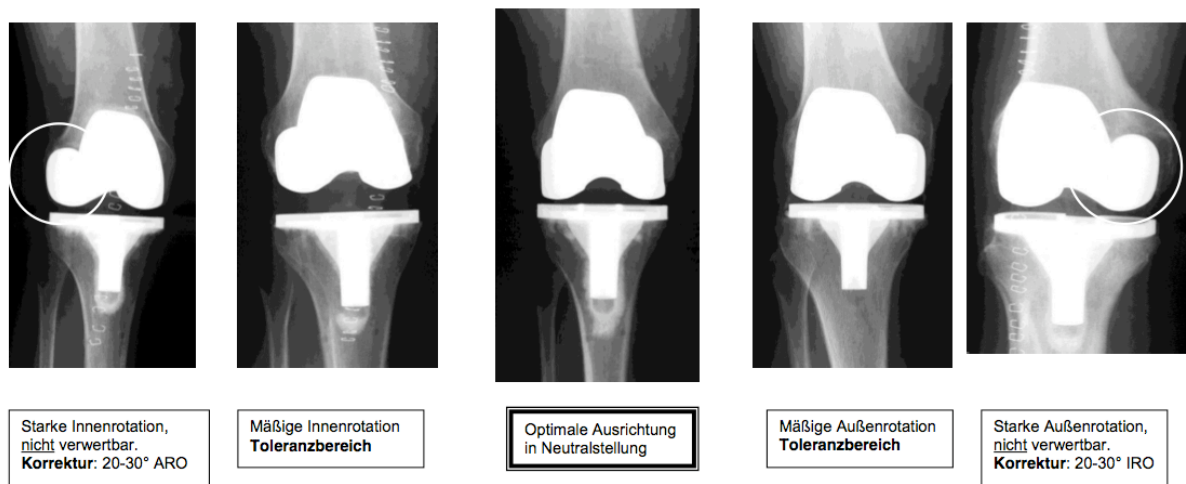 Starke Innenrotation,
nicht verwertbar.
Korrektur: 20-30° ARO
Mäßige Innenrotation
Toleranzbereich
Optimale Ausrichtung
in Neutralstellung
Mäßige Außenrotation
Toleranzbereich
Starke Außenrotation,
nicht verwertbar.
Korrektur: 20-30° IRO